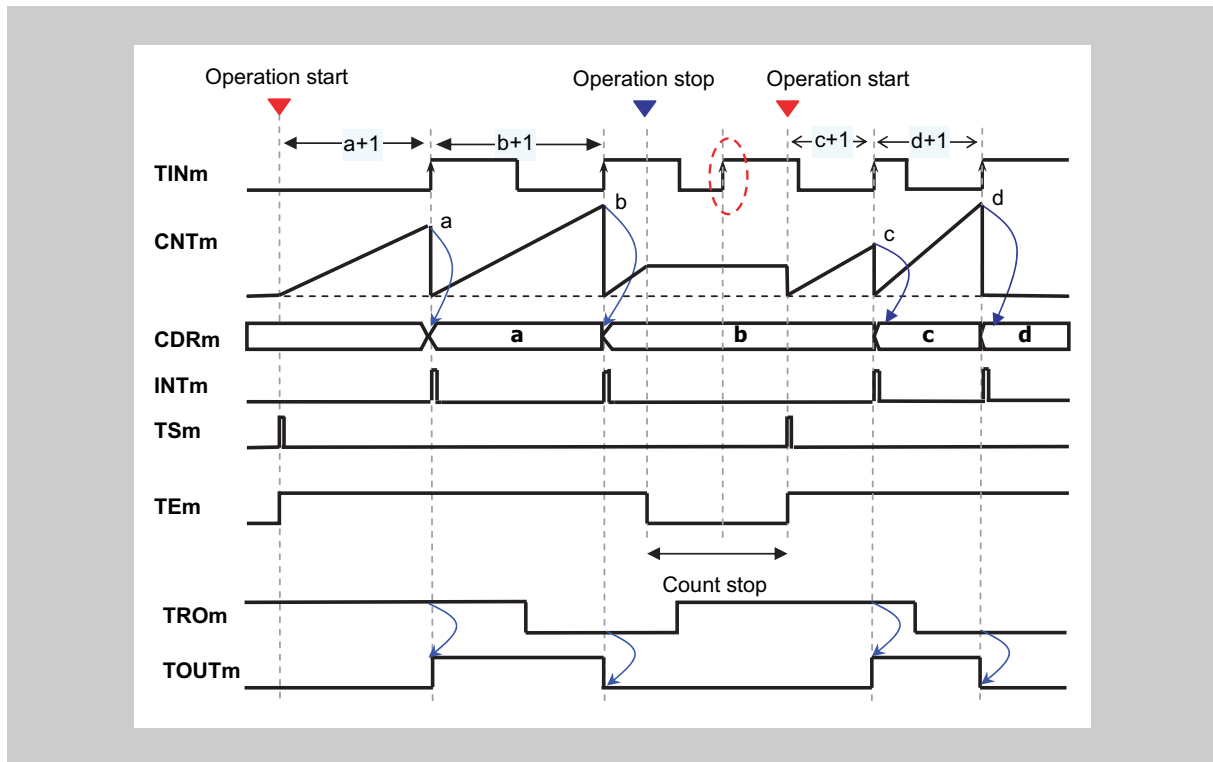 Operation start
Operation stop
Operation start
a+1
b+1
c+1
d+1
TINm
CNTm
a
b
c
d
CDRm
a
b
c
d
INTm
TSm
TEm
Count stop
TROm
TOUTm